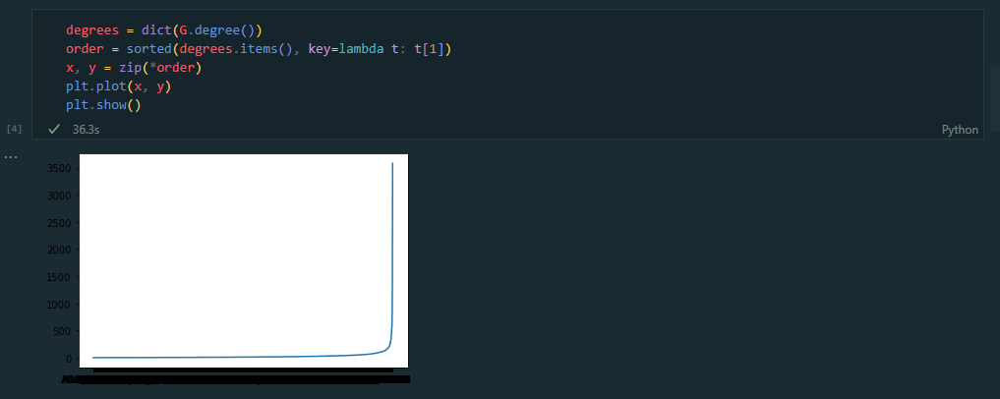 degrees = dict(G.degree())
order = sorted(degrees.items(), key=lambda t: t[1])
x, y = zip(*order)
plt.plot(x, y)
plt.show()
[4]
36.3s
Python
...
3500
3000
2500
2000
1500
1000
500
0